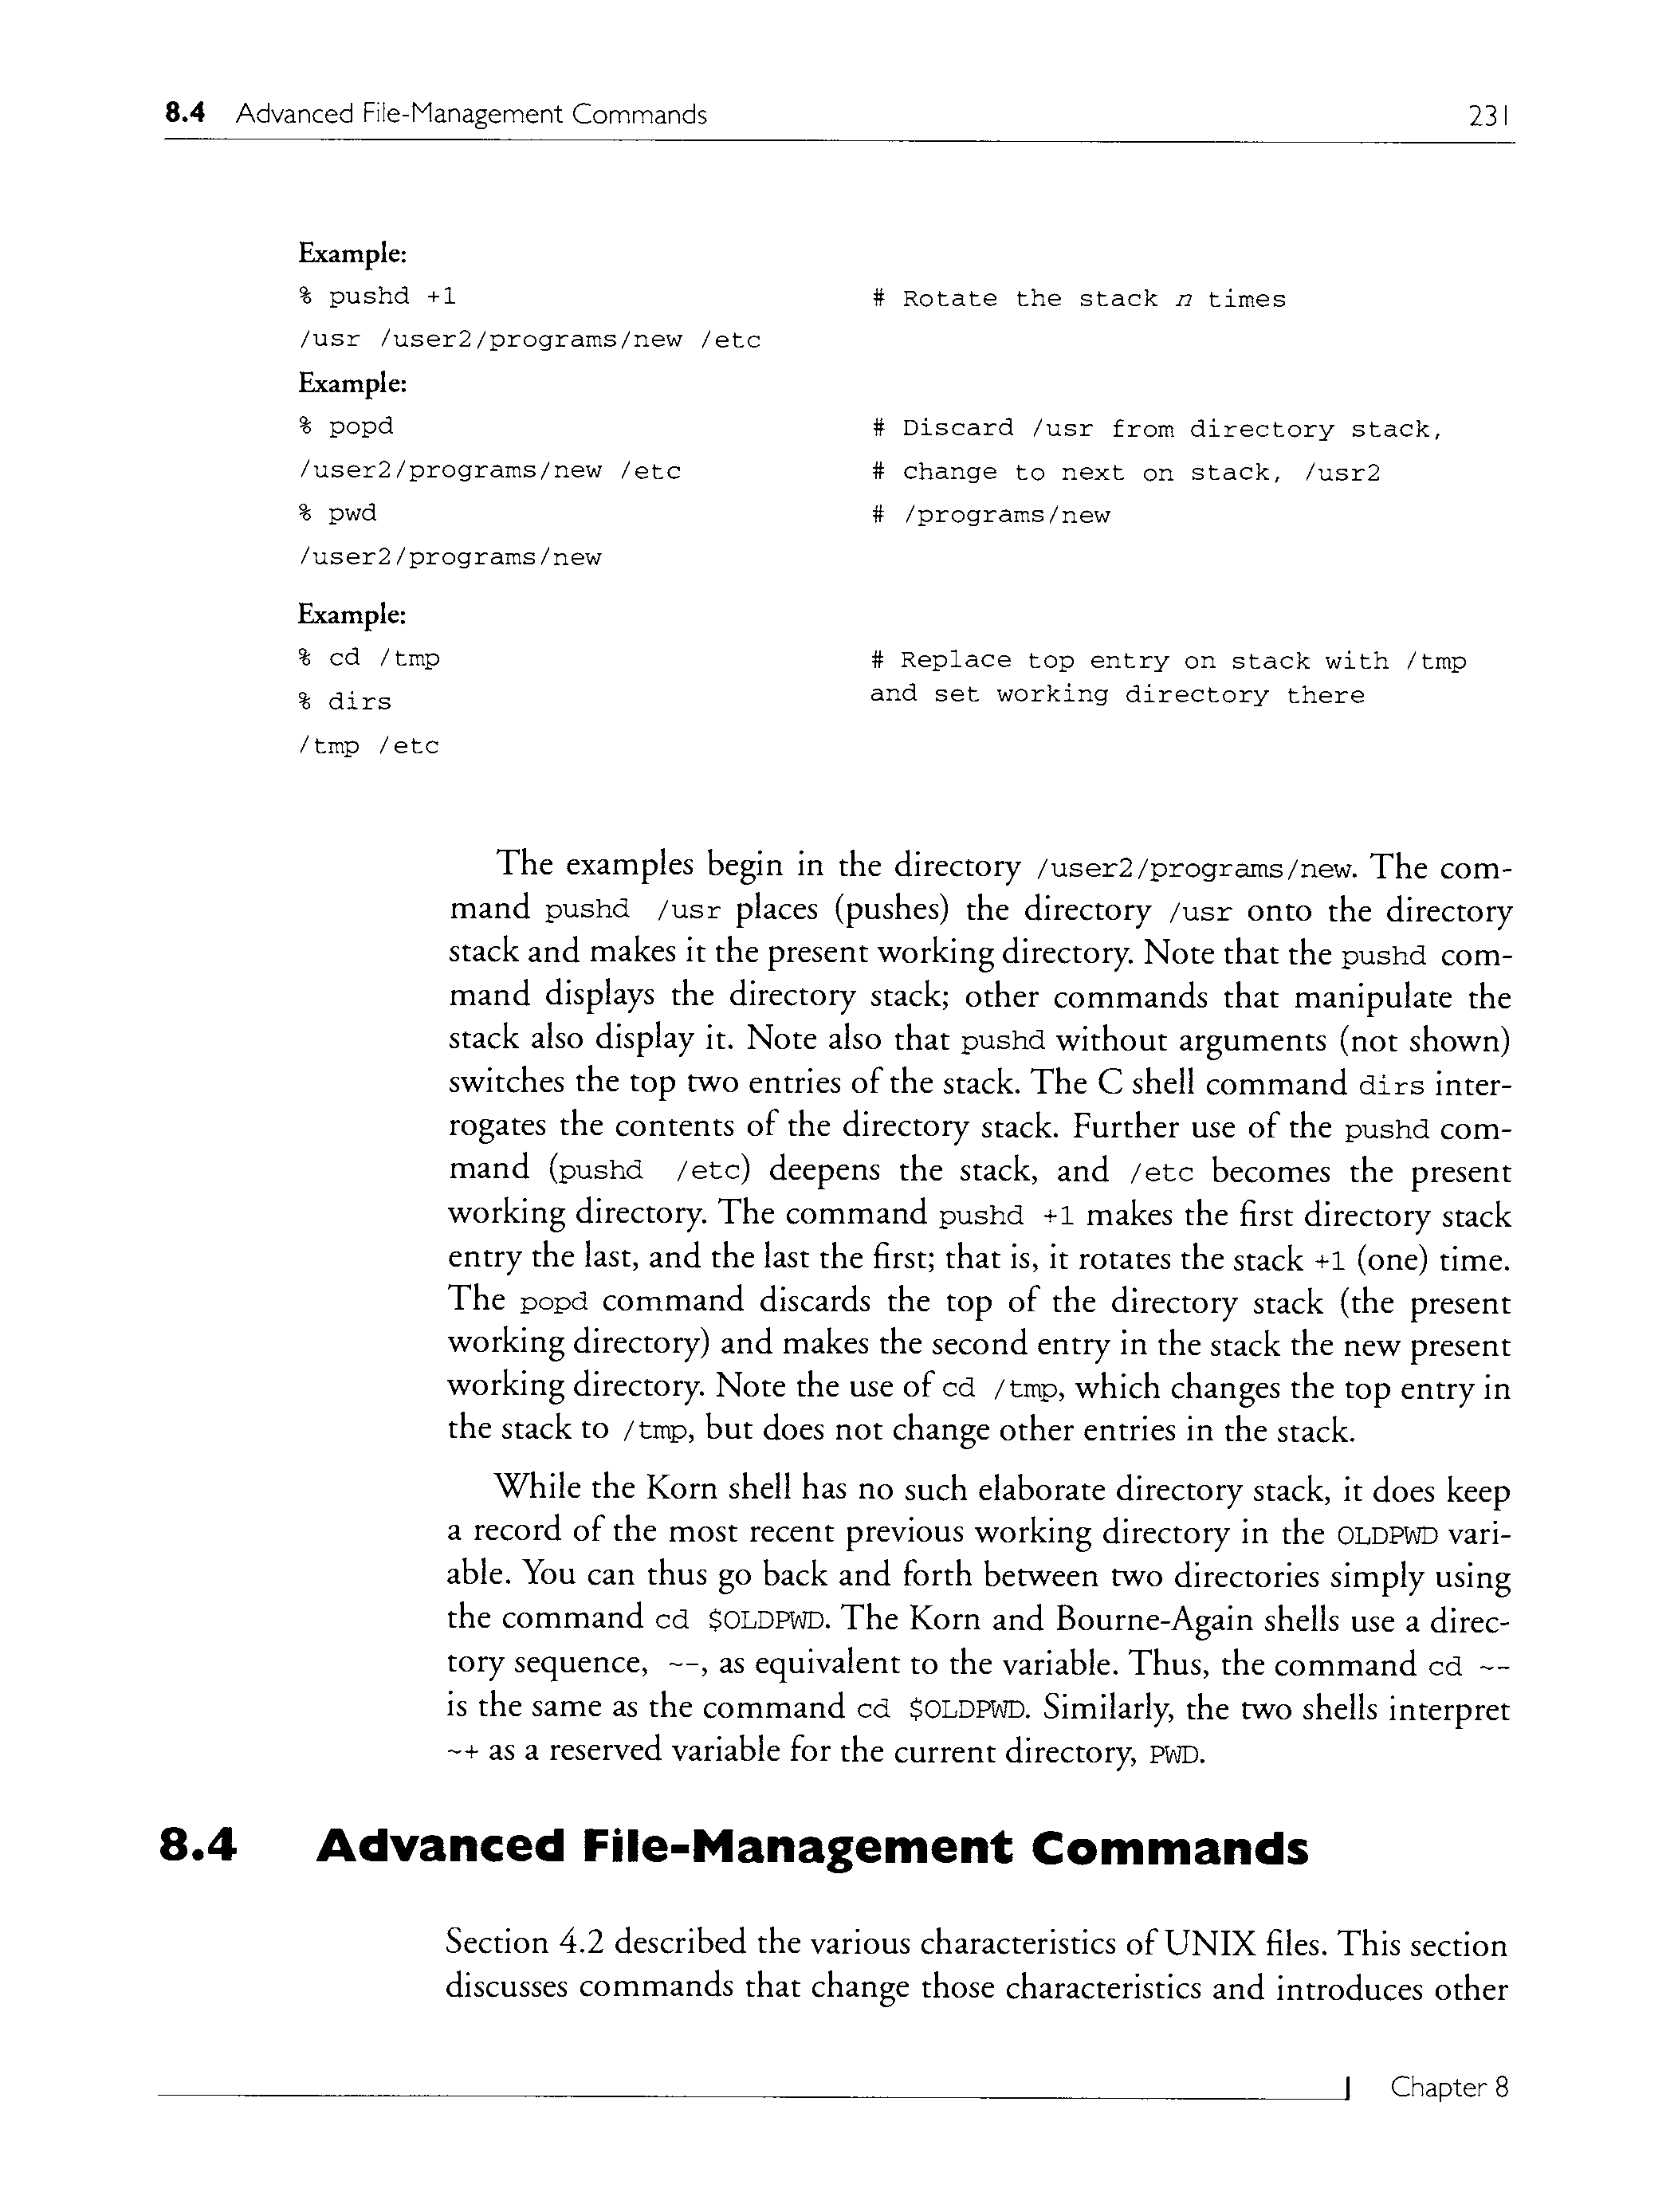 8.4 Advanced File-Management Commands 231
Example:
% pushd +1 # Rotate the stack n times
/usr /user2/programs/new /etc
Example:
% popd # Discard /usr from directory stack,
/user2/programs/new /etc # change to next on stack, /usr2
% pwd # /programs/new
/user2/programs/new
Example:
% cd /tmp # Replace top entry on stack with /tmp
% dirs and set working directory there
/tmp /etc
The examples begin in the directory /user2/programs/new. The com-
mand pushd /usr places (pushes) the directory /usr onto the directory
stack and makes it the present working directory. Note that the pushd com-
mand displays the directory stack; other commands that manipulate the
stack also display it. Note also that pushd without arguments (not shown)
switches the top two entries of the stack. The C shell command dirs inter-
rogates the contents of the directory stack. Further use of the pushd com-
mand (pushd /etc) deepens the stack, and /etc becomes the present
working directory. The command pushd +1 makes the first directory stack
entry the last, and the last the first; that is, it rotates the stack +1 (one) time.
The popd command discards the top of the directory stack (the present
working directory) and makes the second entry in the stack the new present
working directory. Note the use of cd /tmp, which changes the top entry in
the stack to /tmp, but does not change other entries in the stack.
While the Korn shell has no such elaborate directory stack, it does keep
a record of the most recent previous working directory in the OLDPWD vari-
able. You can thus go back and forth between two directories simply using
the command cd $OLDPWD. The Korn and Bourne-Again shells use a direc-
tory sequence, ~-, as equivalent to the variable. Thus, the command cd ~-
is the same as the command cd $OLDPWD. Similarly, the two shells interpret
~+ as a reserved variable for the current directory, PWD.
8.4 Advanced File-Management Commands
Section 4.2 described the various characteristics of UNIX files. This section
discusses commands that change those characteristics and introduces other
Chapter 8